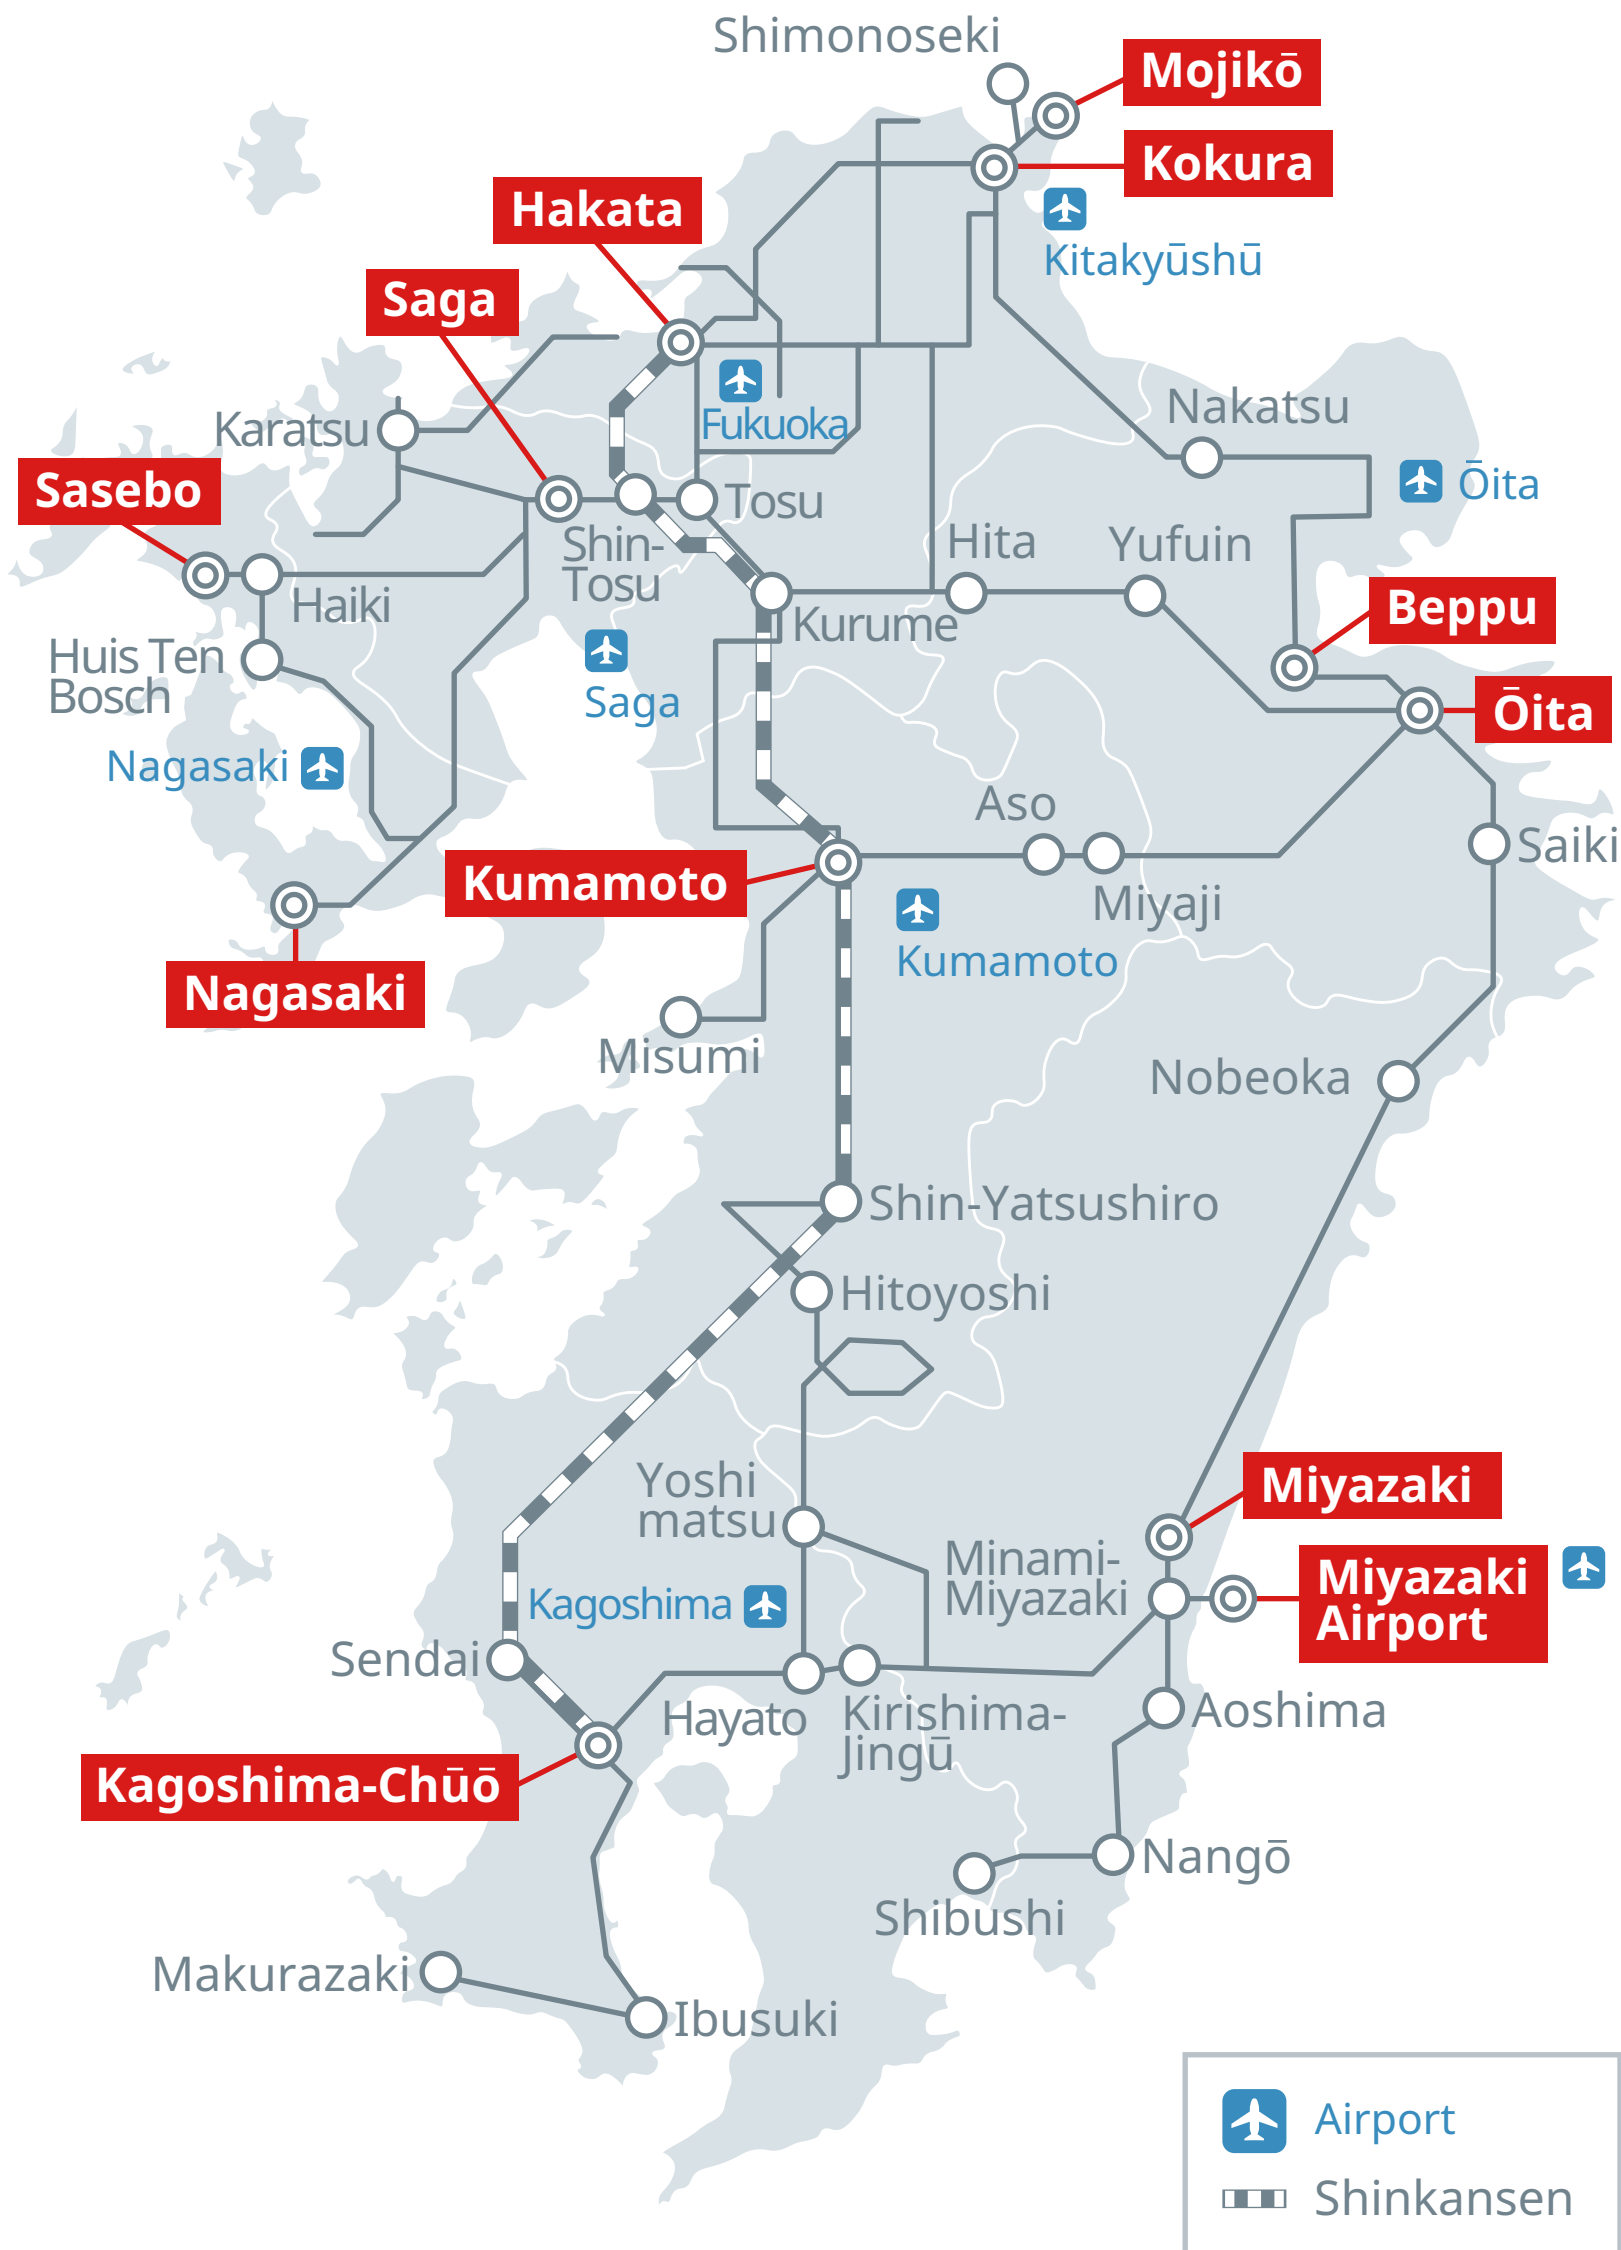 Shimonoseki
Mojikō
Kokura
Hakata
Kitakyūshū
Saga
Fukuoka
Karatsu
Nakatsu
Sasebo
Ōita
Tosu
Shin-
Tosu
Hita
Yufuin
Haiki
Beppu
Kurume
Huis Ten
Bosch
Saga
Ōita
Nagasaki
Aso
Saiki
Kumamoto
Miyaji
Kumamoto
Nagasaki
Misumi
Nobeoka
Shin-Yatsushiro
Hitoyoshi
Yoshi
matsu
Miyazaki
Minami-
Miyazaki
Miyazaki
Airport
Kagoshima
Sendai
Hayato
Kirishima-
Jingū
Aoshima
Kagoshima-Chūō
Nangō
Shibushi
Makurazaki
Ibusuki
Airport
Shinkansen